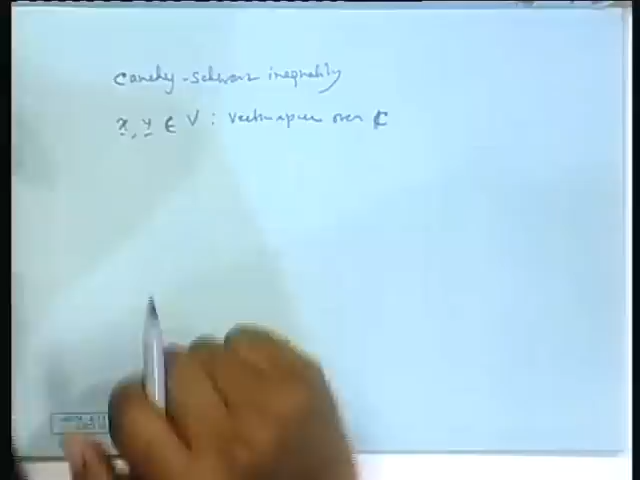 Cauchy-Schwarz inequality
x, y ∈ V : Vector space over ℂ